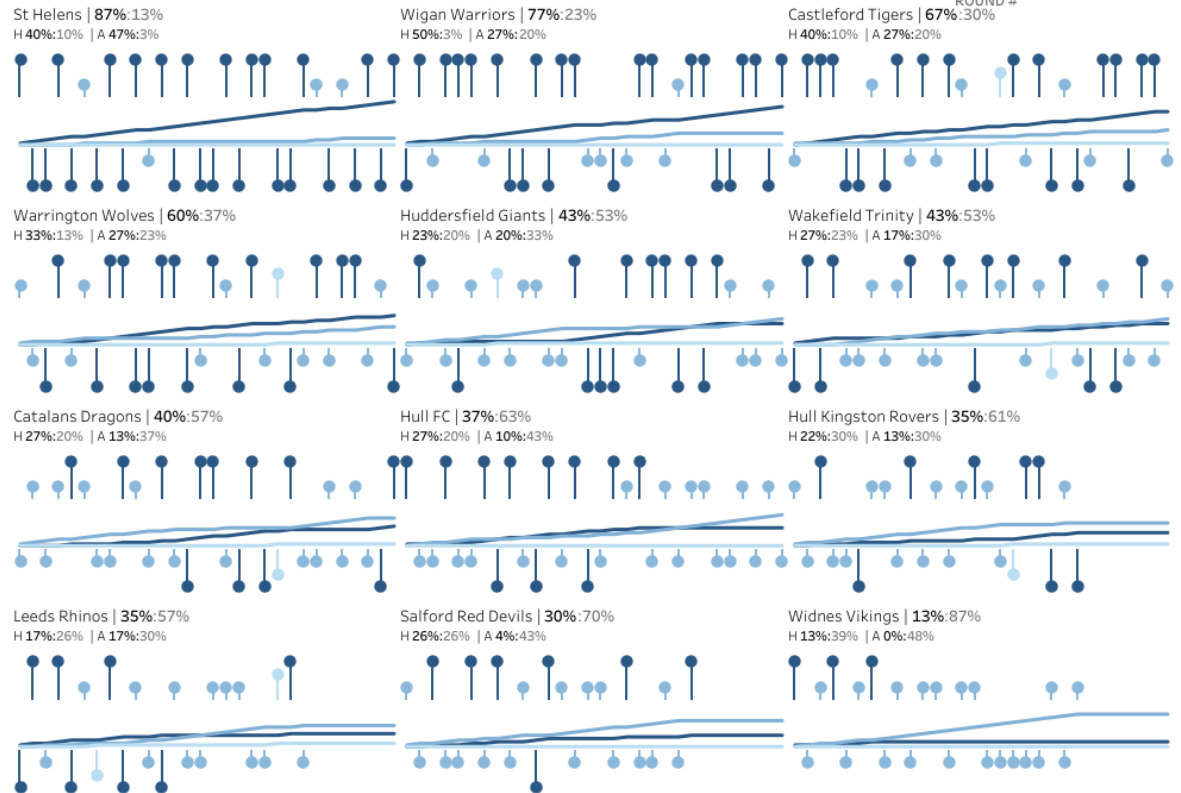 ROUND #
St Helens | 87%:13%
H 40%:10% | A 47%:3%
Wigan Warriors | 77%:23%
H 50%:3% | A 27%:20%
Castleford Tigers | 67%:30%
H 40%:10% | A 27%:20%
Warrington Wolves | 60%:37%
H 33%:13% | A 27%:23%
Huddersfield Giants | 43%:53%
H 23%:20% | A 20%:33%
Wakefield Trinity | 43%:53%
H 27%:23% | A 17%:30%
Catalans Dragons | 40%:57%
H 27%:20% | A 13%:37%
Hull FC | 37%:63%
H 27%:20% | A 10%:43%
Hull Kingston Rovers | 35%:61%
H 22%:30% | A 13%:30%
Leeds Rhinos | 35%:57%
H 17%:26% | A 17%:30%
Salford Red Devils | 30%:70%
H 26%:26% | A 4%:43%
Widnes Vikings | 13%:87%
H 13%:39% | A 0%:48%